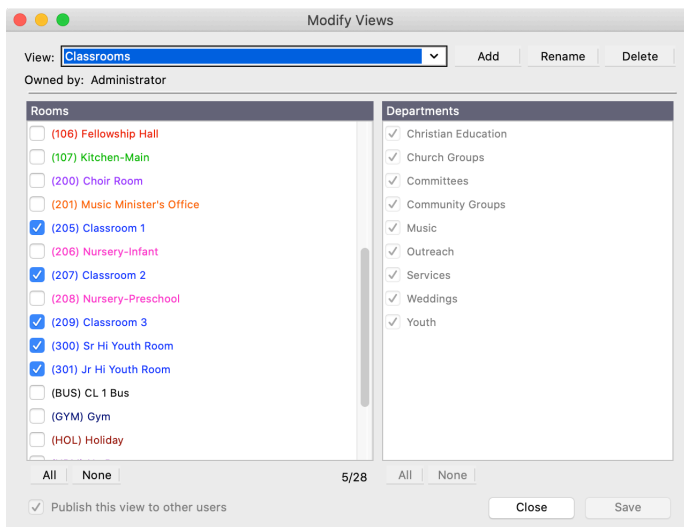 Modify Views
View: Classrooms Add Rename Delete
Owned by: Administrator
Rooms
(106) Fellowship Hall
(107) Kitchen-Main
(200) Choir Room
(201) Music Minister's Office
(205) Classroom 1
(206) Nursery-Infant
(207) Classroom 2
(208) Nursery-Preschool
(209) Classroom 3
(300) Sr Hi Youth Room
(301) Jr Hi Youth Room
(BUS) CL 1 Bus
(GYM) Gym
(HOL) Holiday
All None 5/28
Departments
Christian Education
Church Groups
Committees
Community Groups
Music
Outreach
Services
Weddings
Youth
All None
Publish this view to other users
Close Save